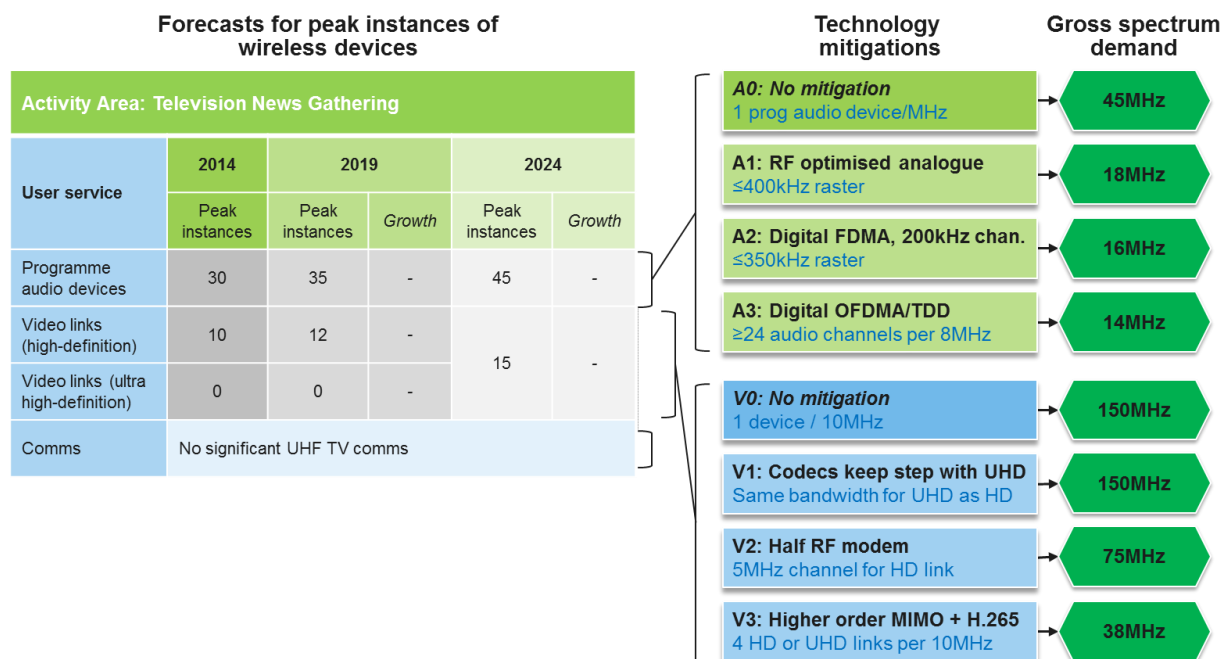 Forecasts for peak instances of
wireless devices
Technology
mitigations
Gross spectrum
demand
Activity Area: Television News Gathering
User service
2014
2019
2024
Peak
instances
Peak
instances
Growth
Peak
instances
Growth
Programme
audio devices
30
35
-
45
-
Video links
(high-definition)
10
12
-
15
-
Video links (ultra
high-definition)
0
0
-
Comms
No significant UHF TV comms
A0: No mitigation
1 prog audio device/MHz
45MHz
A1: RF optimised analogue
≤400kHz raster
18MHz
A2: Digital FDMA, 200kHz chan.
≤350kHz raster
16MHz
A3: Digital OFDMA/TDD
≥24 audio channels per 8MHz
14MHz
V0: No mitigation
1 device / 10MHz
150MHz
V1: Codecs keep step with UHD
Same bandwidth for UHD as HD
150MHz
V2: Half RF modem
5MHz channel for HD link
75MHz
V3: Higher order MIMO + H.265
4 HD or UHD links per 10MHz
38MHz